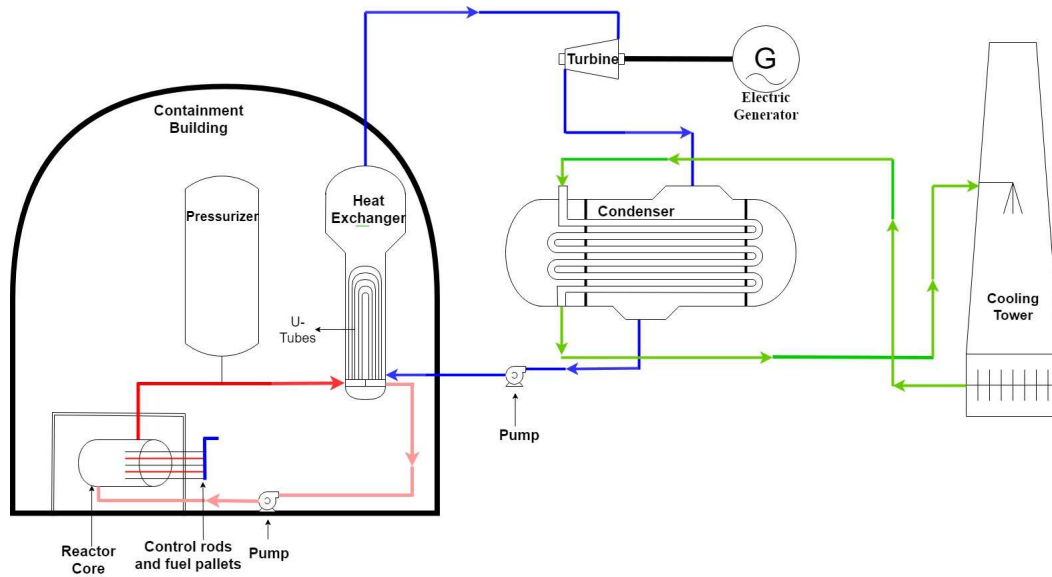 Turbine
G
Electric
Generator
Containment
Building
Heat
Exchanger
Pressurizer
Condenser
U-
Tubes
Cooling
Tower
Pump
Reactor
Core
Control rods
and fuel pallets
Pump